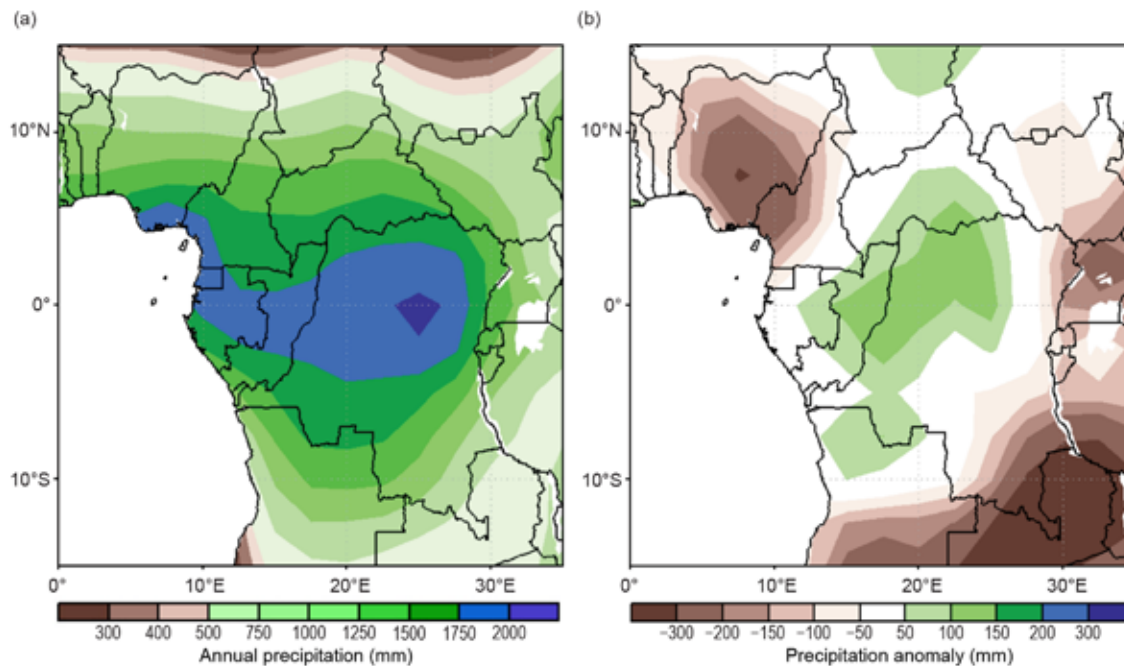 (a) (b)
10°N 10°N
0° 0°
10°S 10°S
0° 10°E 20°E 30°E 0° 10°E 20°E 30°E
300 400 500 750 1000 1250 1500 1750 2000 −300 −200 −150 −100 −50 50 100 150 200 300
Annual precipitation (mm) Precipitation anomaly (mm)